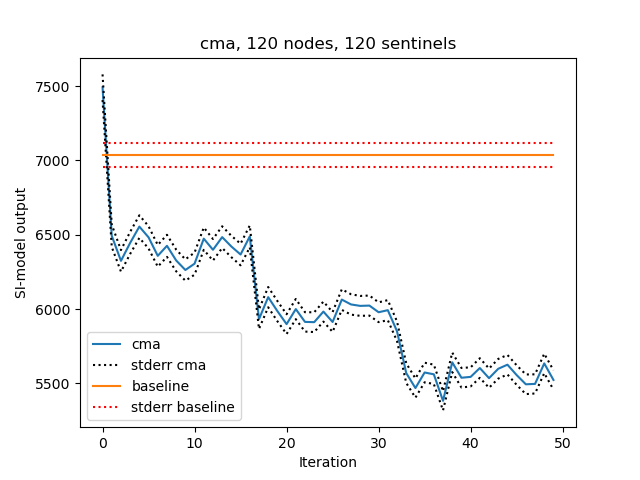 cma, 120 nodes, 120 sentinels
SI-model output
7500
7000
6500
6000
5500
cma
stderr cma
baseline
stderr baseline
0
10
20
30
40
50
Iteration